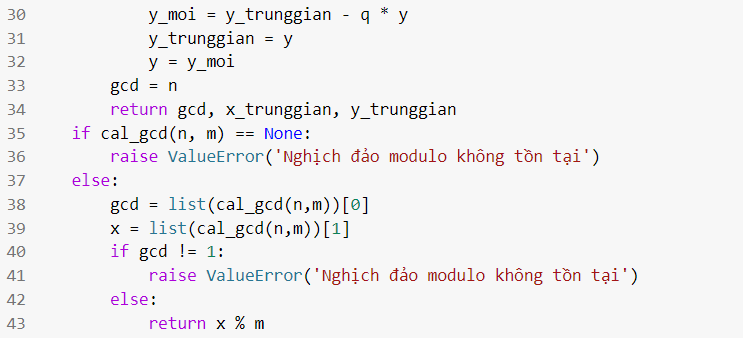 30 y_moi = y_trunggian - q * y
31 y_trunggian = y
32 y = y_moi
33 gcd = n
34 return gcd, x_trunggian, y_trunggian
35 if cal_gcd(n, m) == None:
36 raise ValueError('Nghịch đảo modulo không tồn tại')
37 else:
38 gcd = list(cal_gcd(n,m))[0]
39 x = list(cal_gcd(n,m))[1]
40 if gcd != 1:
41 raise ValueError('Nghịch đảo modulo không tồn tại')
42 else:
43 return x % m